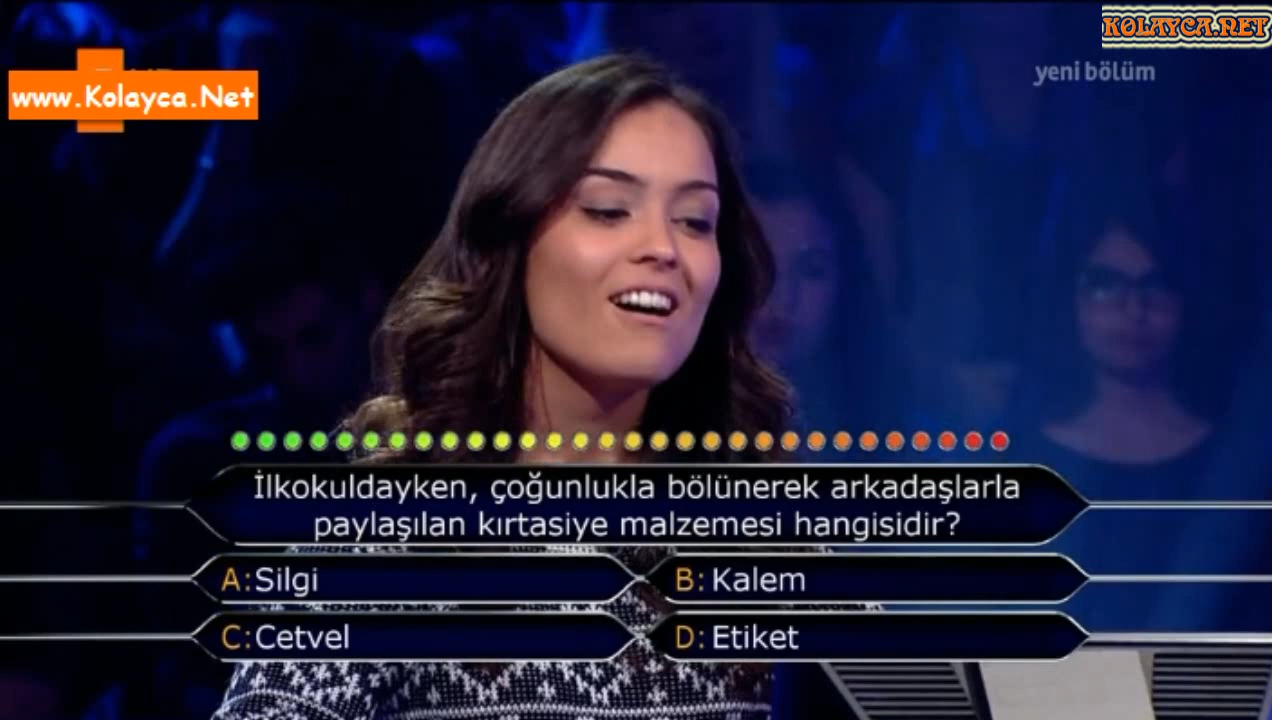 KOLAYCA.NET
www.Kolayca.Net
yeni bölüm
İlkokuldayken, çoğunlukla bölünerek arkadaşlarla
paylaşılan kırtasiye malzemesi hangisidir?
A:Silgi
B:Kalem
C:Cetvel
D:Etiket